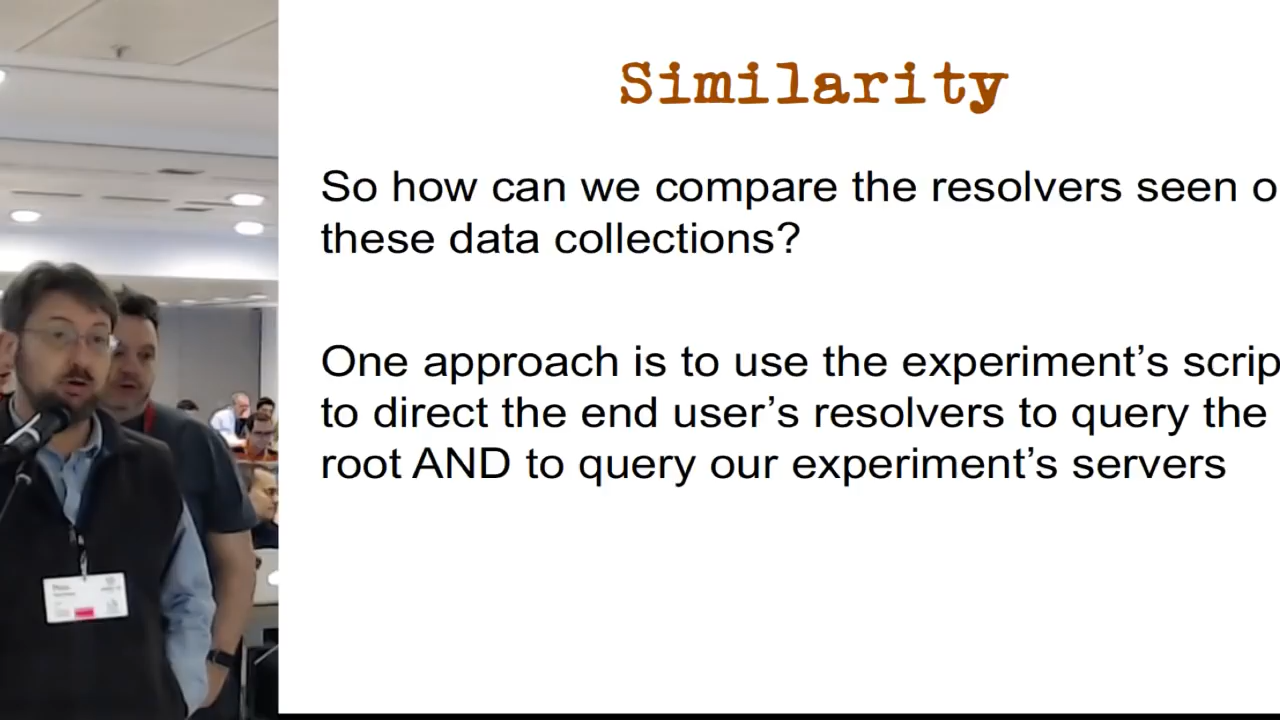 Similarity
So how can we compare the resolvers seen o
these data collections?
One approach is to use the experiment's scrip
to direct the end user's resolvers to query the
root AND to query our experiment's servers